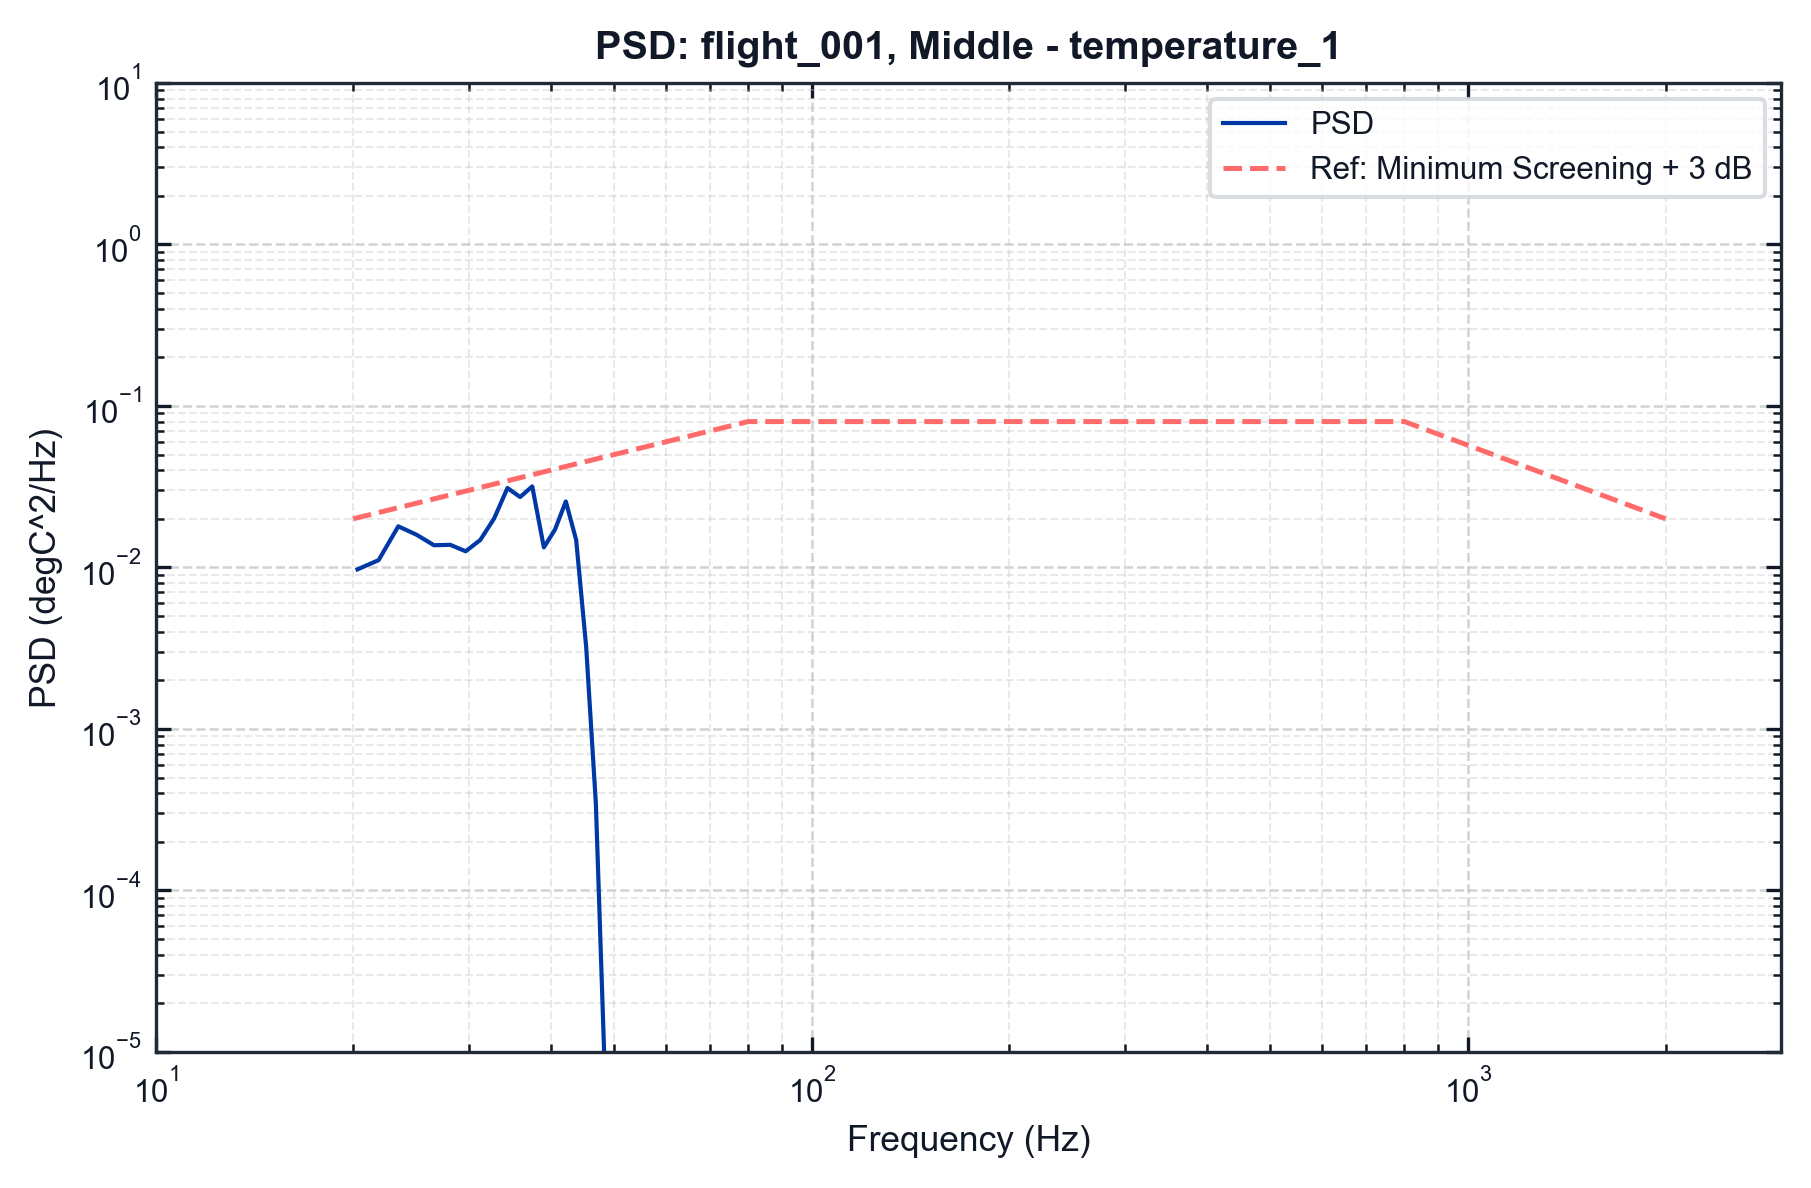 PSD: flight_001, Middle - temperature_1
PSD
Ref: Minimum Screening + 3 dB
PSD (degC^2/Hz)
10^1
10^0
10^−1
10^−2
10^−3
10^−4
10^−5
10^1 10^2 10^3
Frequency (Hz)